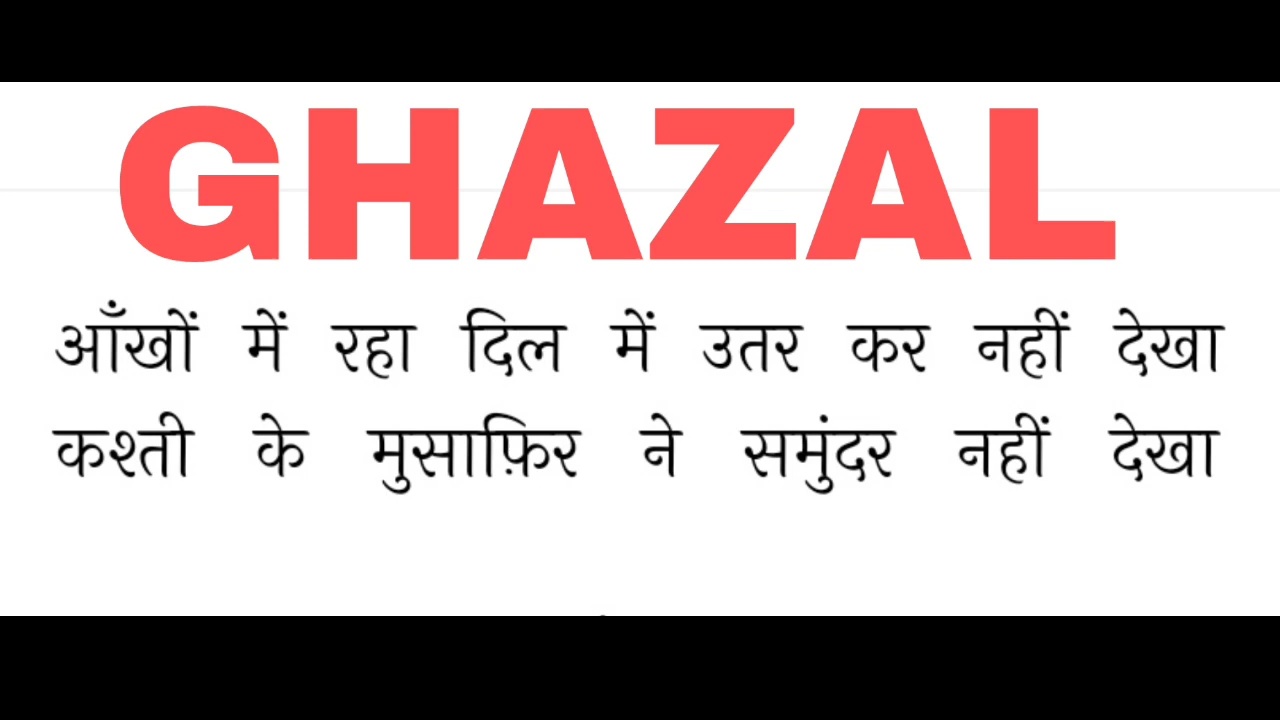 GHAZAL
आँखों में रहा दिल में उतर कर नहीं देखा
कश्ती के मुसाफ़िर ने समुंदर नहीं देखा